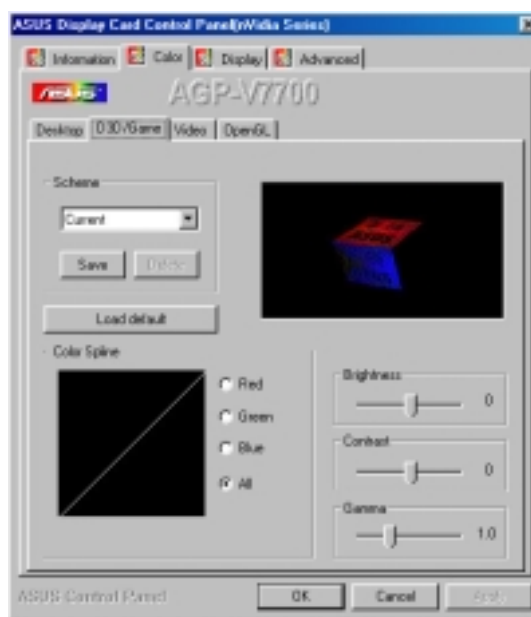 ASUS Display Card Control Panel(nVidia Series)
Information Color Display Advanced
ASUS AGP-V7700
Desktop D3D/Game Video OpenGL
Scheme
Current
Save Delete
Load default
Color Spline
Red
Green
Blue
All
Brightness
0
Contrast
0
Gamma
1.0
ASUS Control Panel OK Cancel Apply